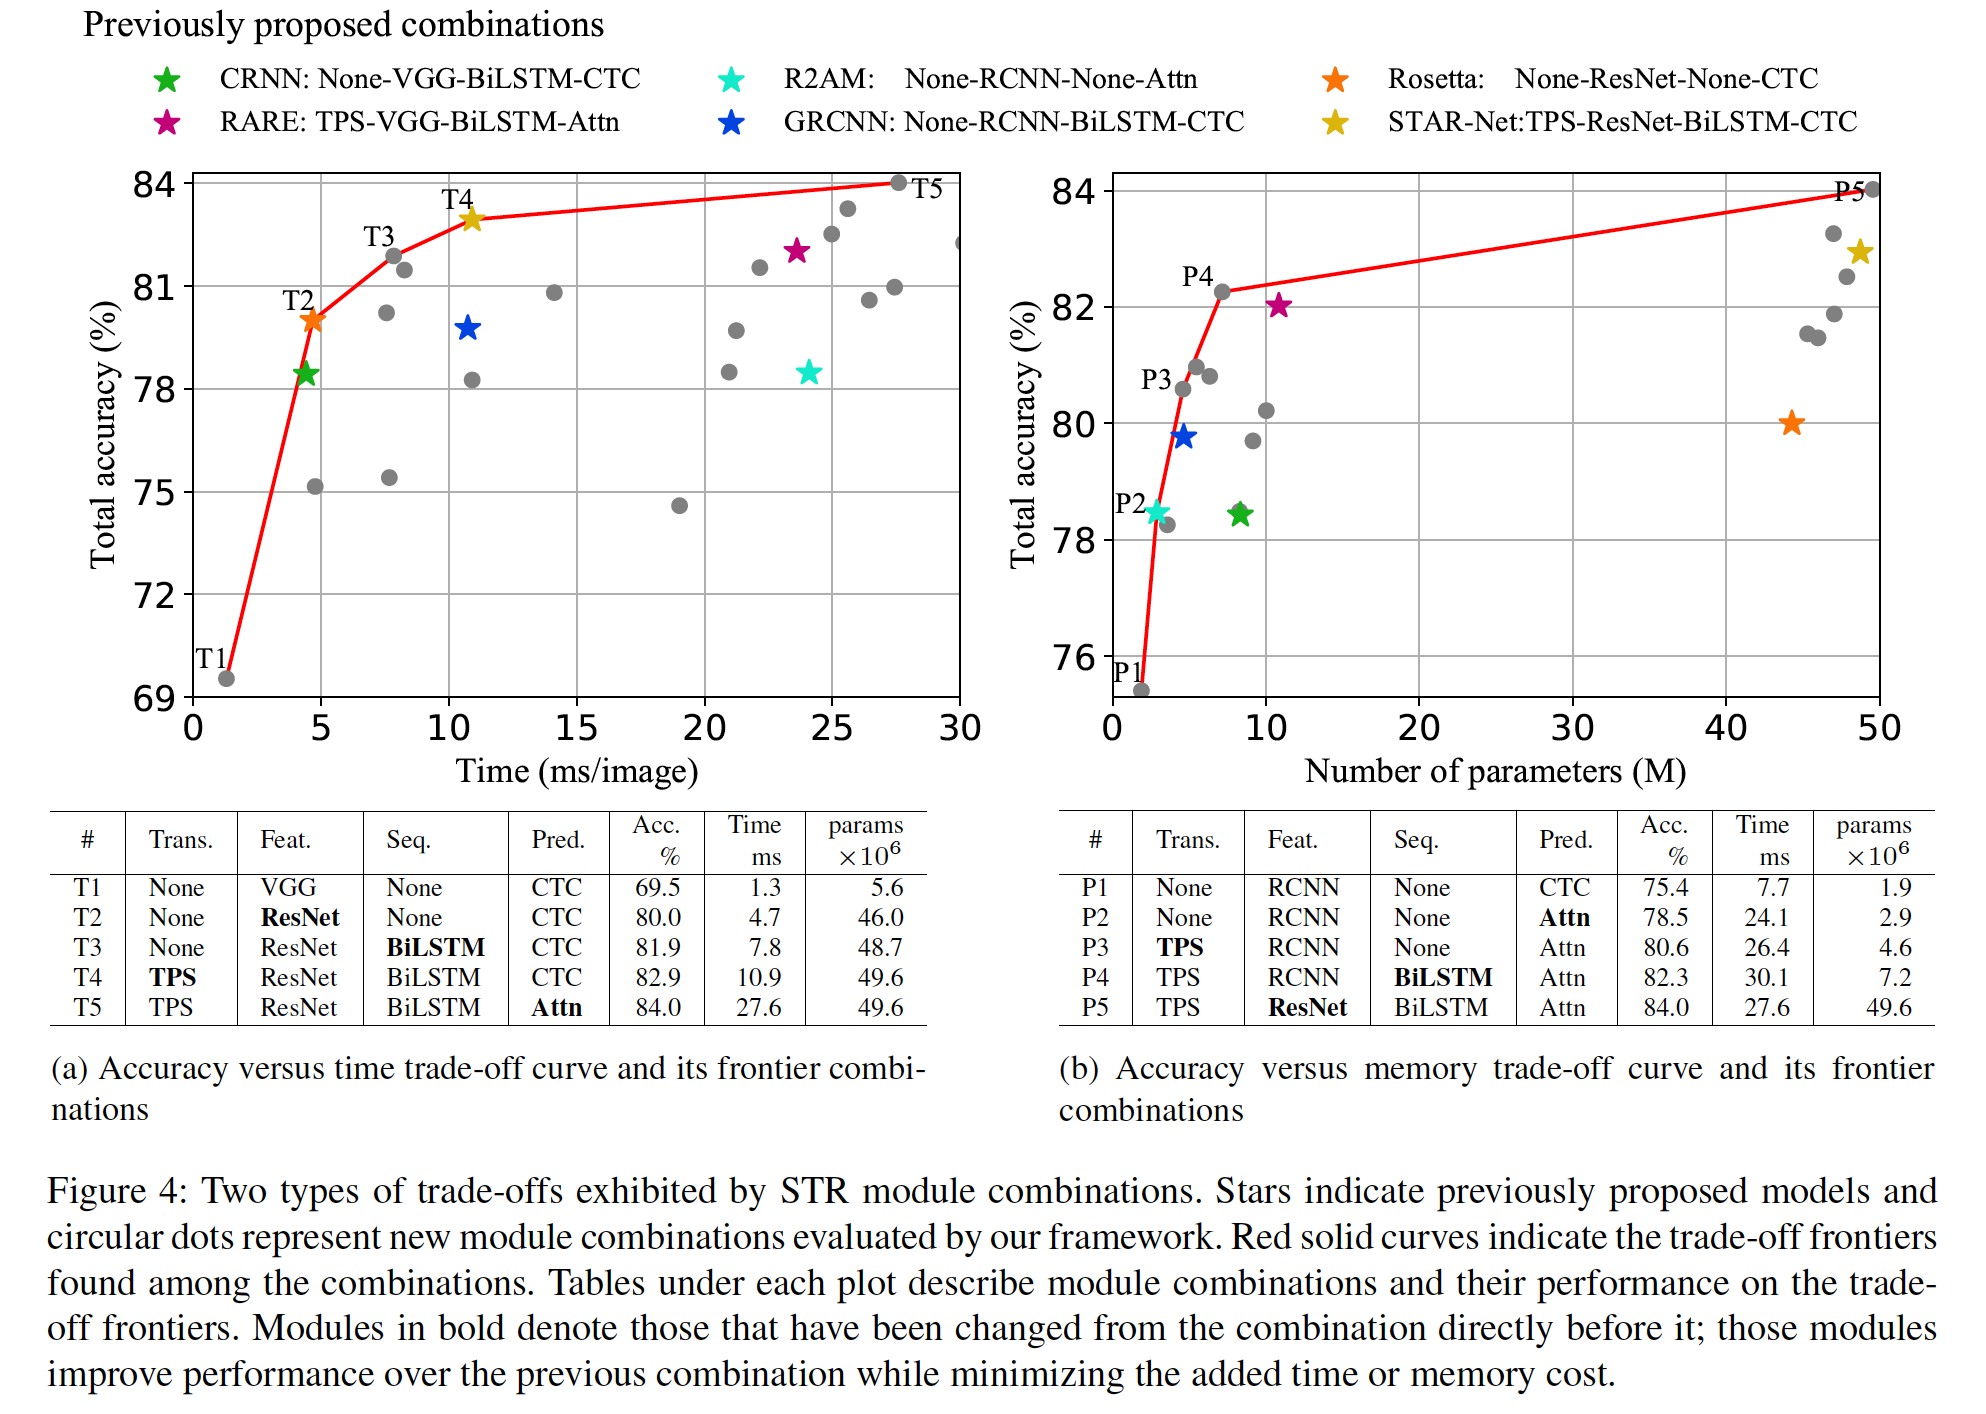 Previously proposed combinations
CRNN: None-VGG-BiLSTM-CTC
R2AM: None-RCNN-None-Attn
Rosetta: None-ResNet-None-CTC
RARE: TPS-VGG-BiLSTM-Attn
GRCNN: None-RCNN-BiLSTM-CTC
STAR-Net:TPS-ResNet-BiLSTM-CTC
84
81
78
75
72
69
Total accuracy (%)
T1
T2
T3
T4
T5
0 5 10 15 20 25 30
Time (ms/image)
84
82
80
78
76
Total accuracy (%)
P1
P2
P3
P4
P5
0 10 20 30 40 50
Number of parameters (M)
# Trans. Feat. Seq. Pred. Acc. % Time ms params ×10⁶
T1 None VGG None CTC 69.5 1.3 5.6
T2 None ResNet None CTC 80.0 4.7 46.0
T3 None ResNet BiLSTM CTC 81.9 7.8 48.7
T4 TPS ResNet BiLSTM CTC 82.9 10.9 49.6
T5 TPS ResNet BiLSTM Attn 84.0 27.6 49.6
(a) Accuracy versus time trade-off curve and its frontier combi-
nations
# Trans. Feat. Seq. Pred. Acc. % Time ms params ×10⁶
P1 None RCNN None CTC 75.4 7.7 1.9
P2 None RCNN None Attn 78.5 24.1 2.9
P3 TPS RCNN None Attn 80.6 26.4 4.6
P4 TPS RCNN BiLSTM Attn 82.3 30.1 7.2
P5 TPS ResNet BiLSTM Attn 84.0 27.6 49.6
(b) Accuracy versus memory trade-off curve and its frontier
combinations
Figure 4: Two types of trade-offs exhibited by STR module combinations. Stars indicate previously proposed models and
circular dots represent new module combinations evaluated by our framework. Red solid curves indicate the trade-off frontiers
found among the combinations. Tables under each plot describe module combinations and their performance on the trade-
off frontiers. Modules in bold denote those that have been changed from the combination directly before it; those modules
improve performance over the previous combination while minimizing the added time or memory cost.